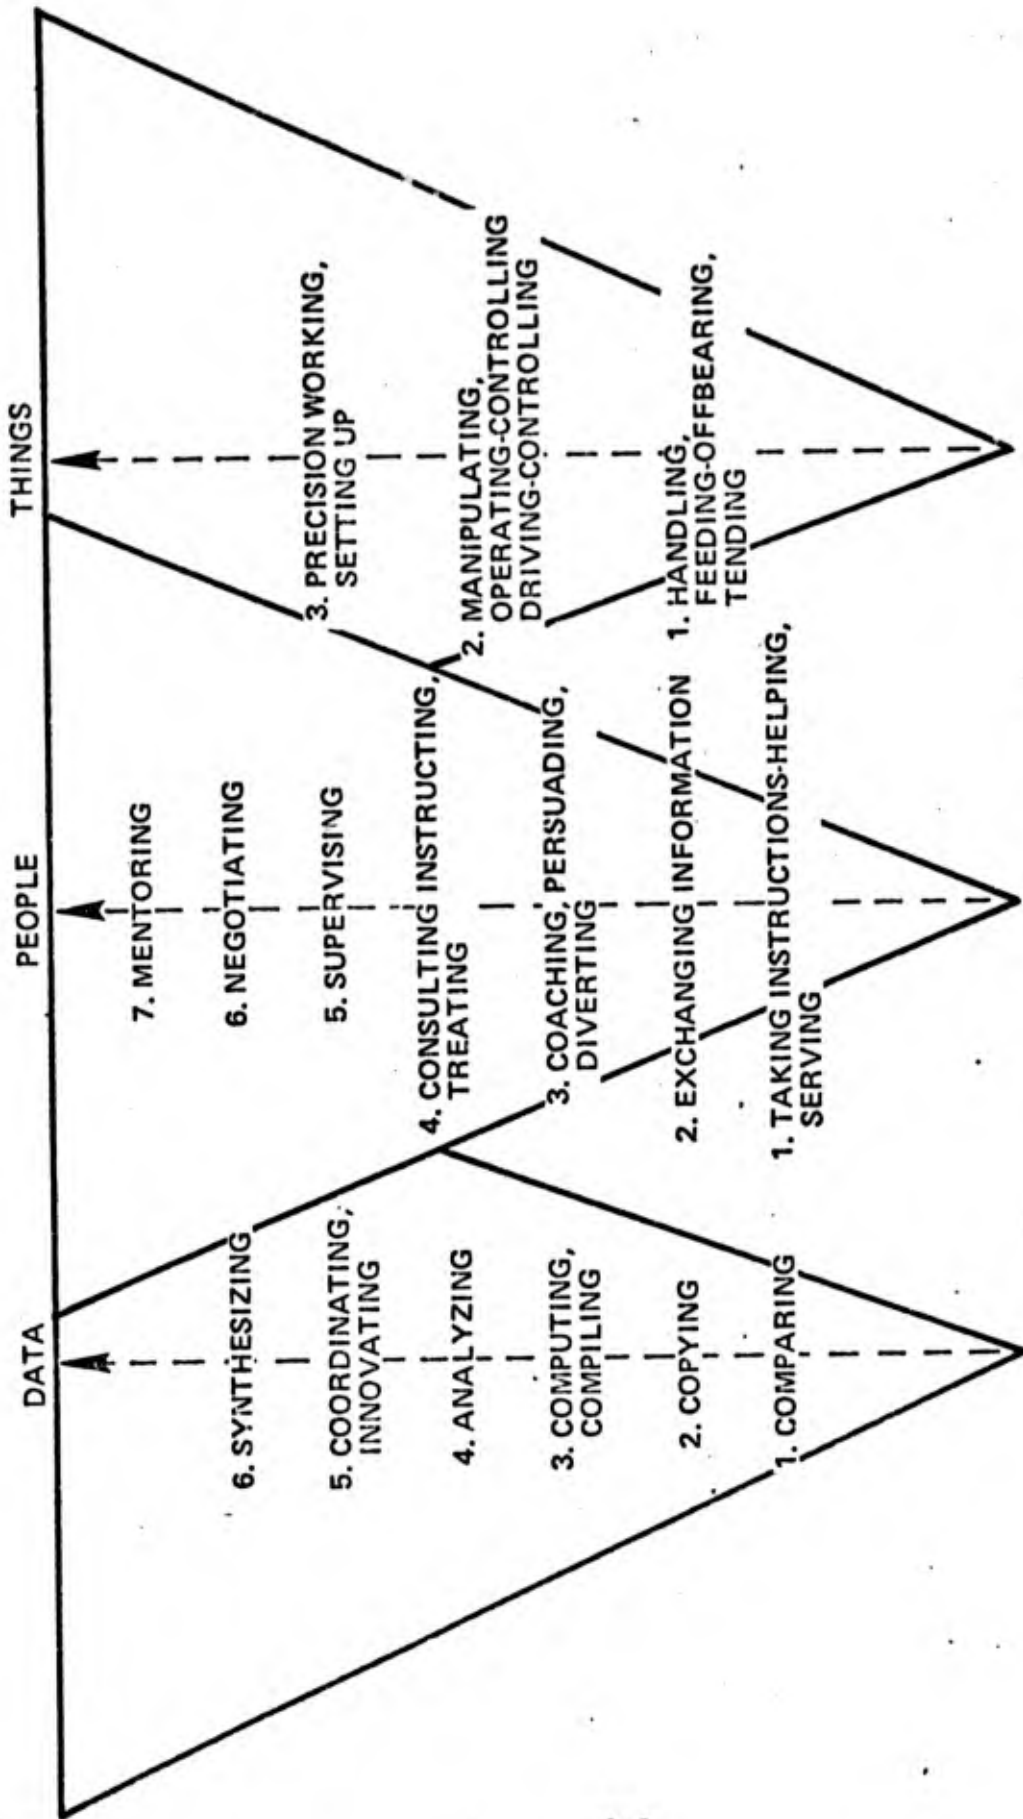 DATA
6. SYNTHESIZING
5. COORDINATING,
INNOVATING
4. ANALYZING
3. COMPUTING,
COMPILING
2. COPYING
1. COMPARING
PEOPLE
7. MENTORING
6. NEGOTIATING
5. SUPERVISING
4. CONSULTING INSTRUCTING,
TREATING
3. COACHING, PERSUADING,
DIVERTING
2. EXCHANGING INFORMATION
1. TAKING INSTRUCTIONS-HELPING,
SERVING
THINGS
3. PRECISION WORKING,
SETTING UP
2. MANIPULATING,
OPERATING-CONTROLLING
DRIVING-CONTROLLING
1. HANDLING,
FEEDING-OFFBEARING,
TENDING